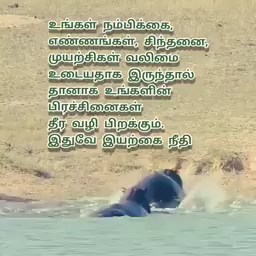 உங்கள் நம்பிக்கை,
எண்ணங்கள், சிந்தனை,
முயற்சிகள் வலிமை
உடையதாக இருந்தால்
தானாக உங்களின்
பிரச்சினைகள்
தீர வழி பிறக்கும்.
இதுவே இயற்கை நீதி